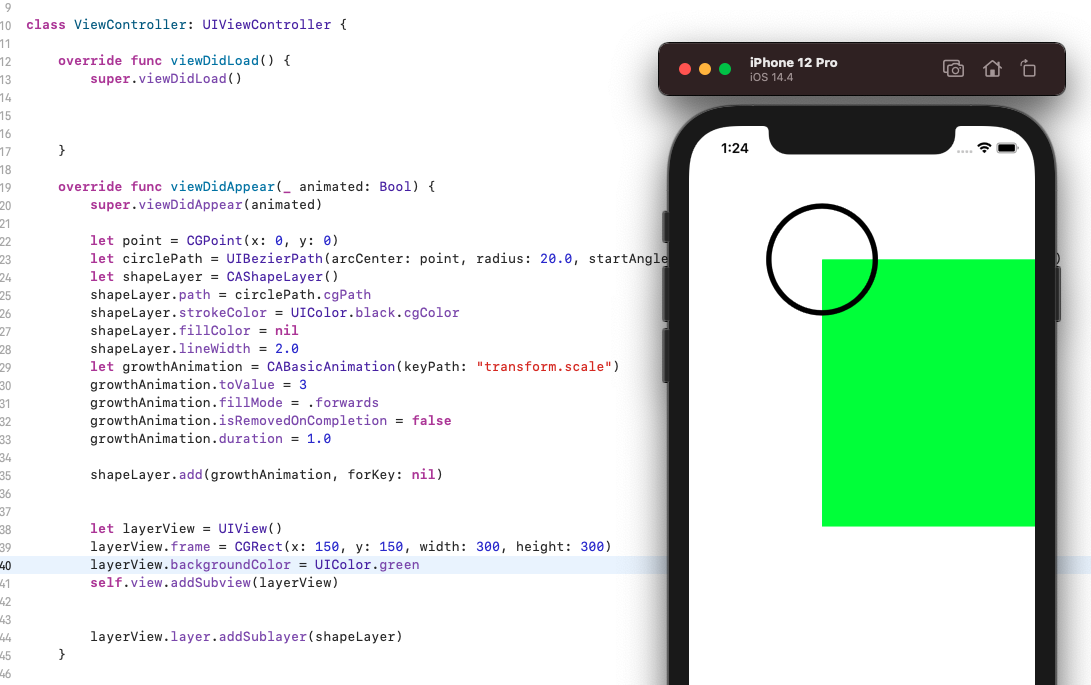 9
10 class ViewController: UIViewController {
11
12     override func viewDidLoad() {
13         super.viewDidLoad()
14
15
16
17     }
18
19     override func viewDidAppear(_ animated: Bool) {
20         super.viewDidAppear(animated)
21
22         let point = CGPoint(x: 0, y: 0)
23         let circlePath = UIBezierPath(arcCenter: point, radius: 20.0, startAngle )
24         let shapeLayer = CAShapeLayer()
25         shapeLayer.path = circlePath.cgPath
26         shapeLayer.strokeColor = UIColor.black.cgColor
27         shapeLayer.fillColor = nil
28         shapeLayer.lineWidth = 2.0
29         let growthAnimation = CABasicAnimation(keyPath: "transform.scale")
30         growthAnimation.toValue = 3
31         growthAnimation.fillMode = .forwards
32         growthAnimation.isRemovedOnCompletion = false
33         growthAnimation.duration = 1.0
34
35         shapeLayer.add(growthAnimation, forKey: nil)
36
37
38         let layerView = UIView()
39         layerView.frame = CGRect(x: 150, y: 150, width: 300, height: 300)
40         layerView.backgroundColor = UIColor.green
41         self.view.addSubview(layerView)
42
43
44         layerView.layer.addSublayer(shapeLayer)
45     }
46
iPhone 12 Pro
iOS 14.4
1:24